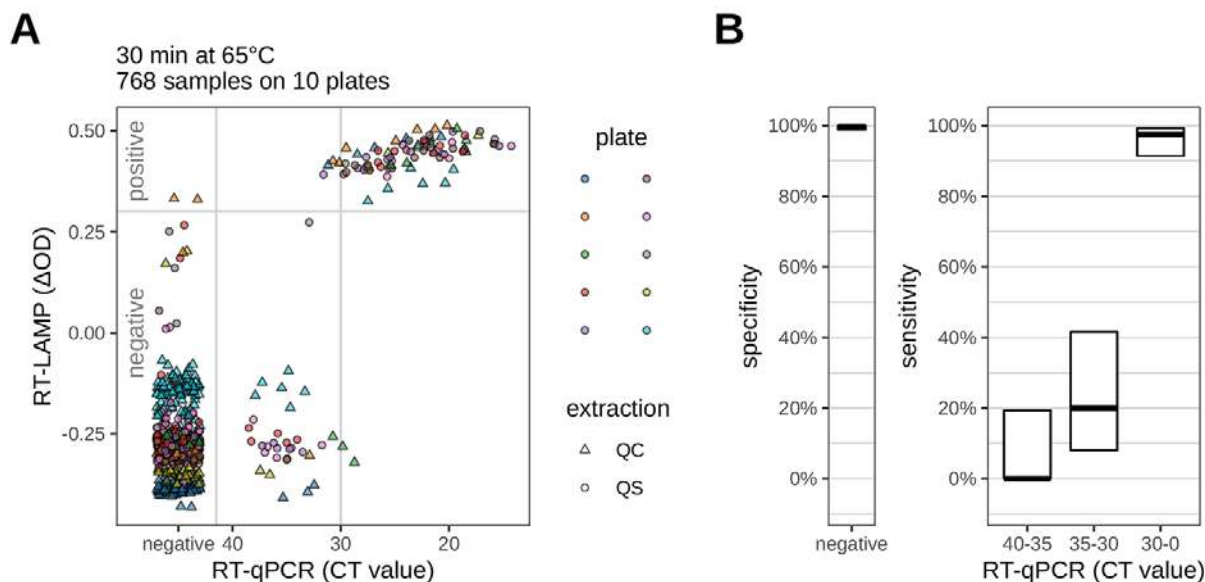 A
30 min at 65°C
768 samples on 10 plates
RT-LAMP (ΔOD)
0.50
0.25
0.00
-0.25
positive
negative
negative 40 30 20
RT-qPCR (CT value)
plate
extraction
QC
QS
B
specificity
100%
80%
60%
40%
20%
0%
negative
sensitivity
100%
80%
60%
40%
20%
0%
40-35 35-30 30-0
RT-qPCR (CT value)